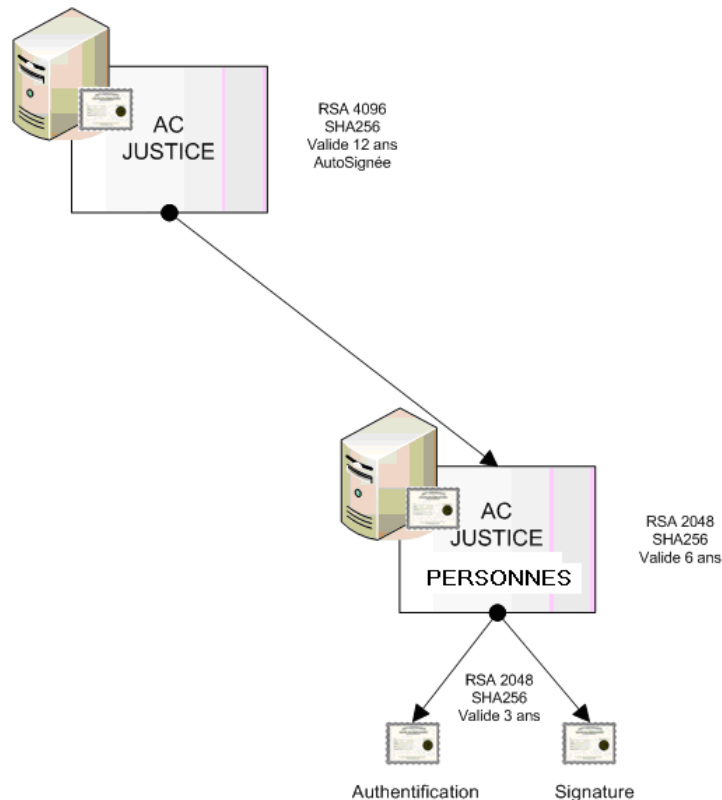 AC
JUSTICE
RSA 4096
SHA256
Valide 12 ans
AutoSignée
AC
JUSTICE
PERSONNES
RSA 2048
SHA256
Valide 6 ans
RSA 2048
SHA256
Valide 3 ans
Authentification
Signature